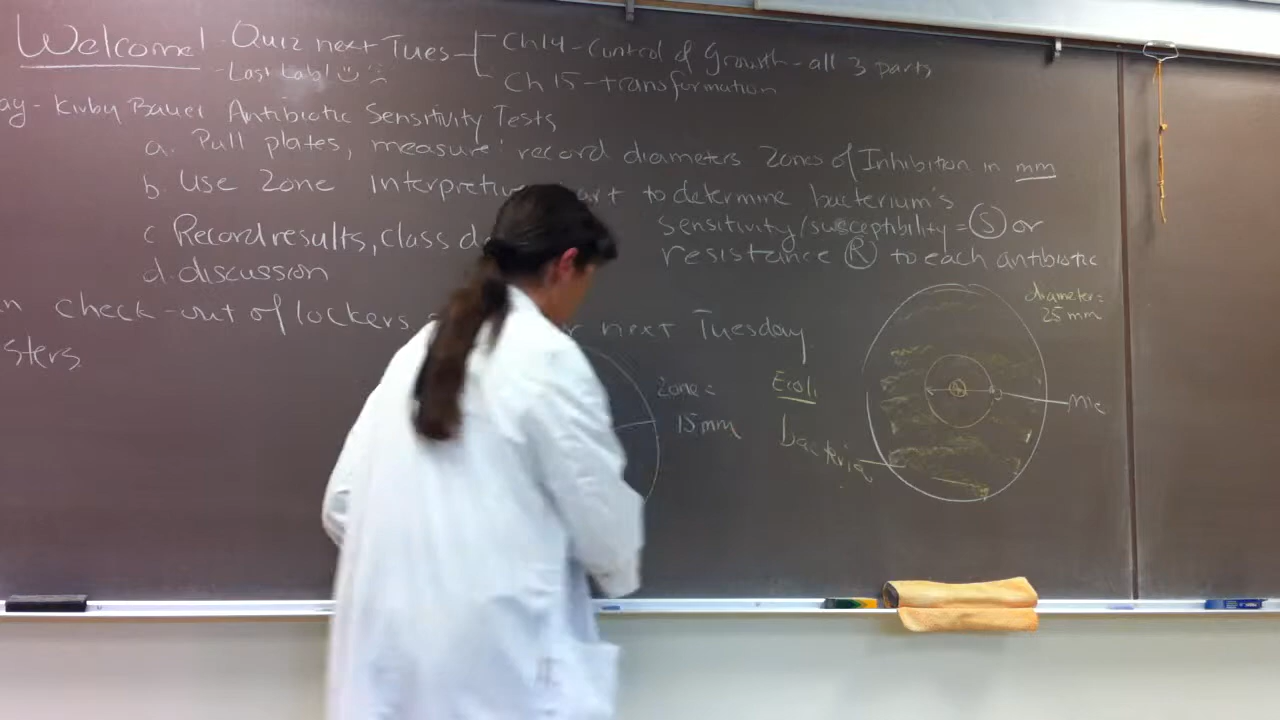 Welcome! - Quiz next Tues - Ch14 - Control of Growth - all 3 parts
- Last Lab! Ch 15 - transformation
ay - Kirby Bauer Antibiotic Sensitivity Tests
a. Pull plates, measure : record diameters Zones of Inhibition in mm
b. Use Zone Interpretiv art to determine bacterium's
sensitivity/susceptibility = S or
c Record results, class d
resistance R to each antibiotic
d. discussion
n check-out of lockers r next Tuesday.
sters
diameter =
25 mm
Zone =
15 mm
E coli
bacteria